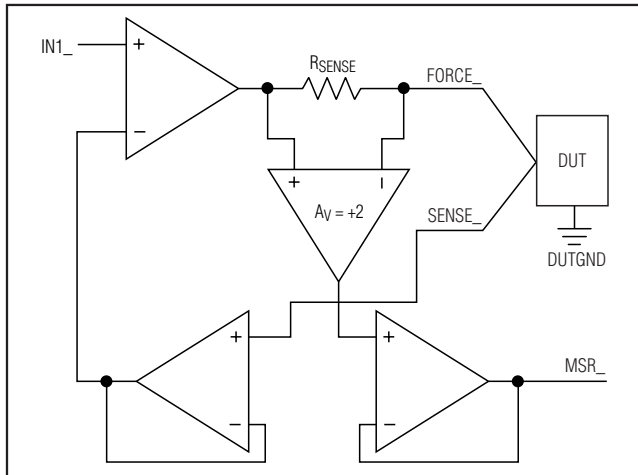 IN1_
+
−
RSENSE
FORCE_
DUT
DUTGND
+
−
AV = +2
SENSE_
+
−
+
−
MSR_